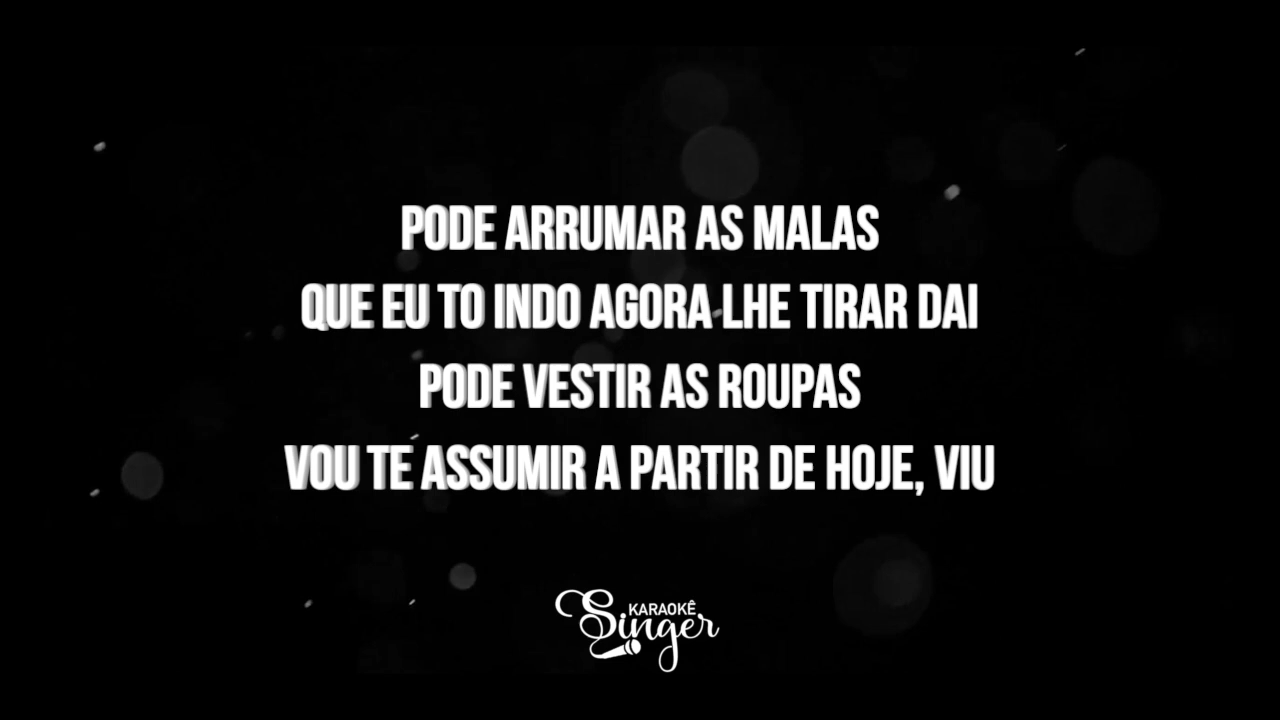 PODE ARRUMAR AS MALAS
QUE EU TO INDO AGORA LHE TIRAR DAI
PODE VESTIR AS ROUPAS
VOU TE ASSUMIR A PARTIR DE HOJE, VIU
KARAOKÊ
Singer